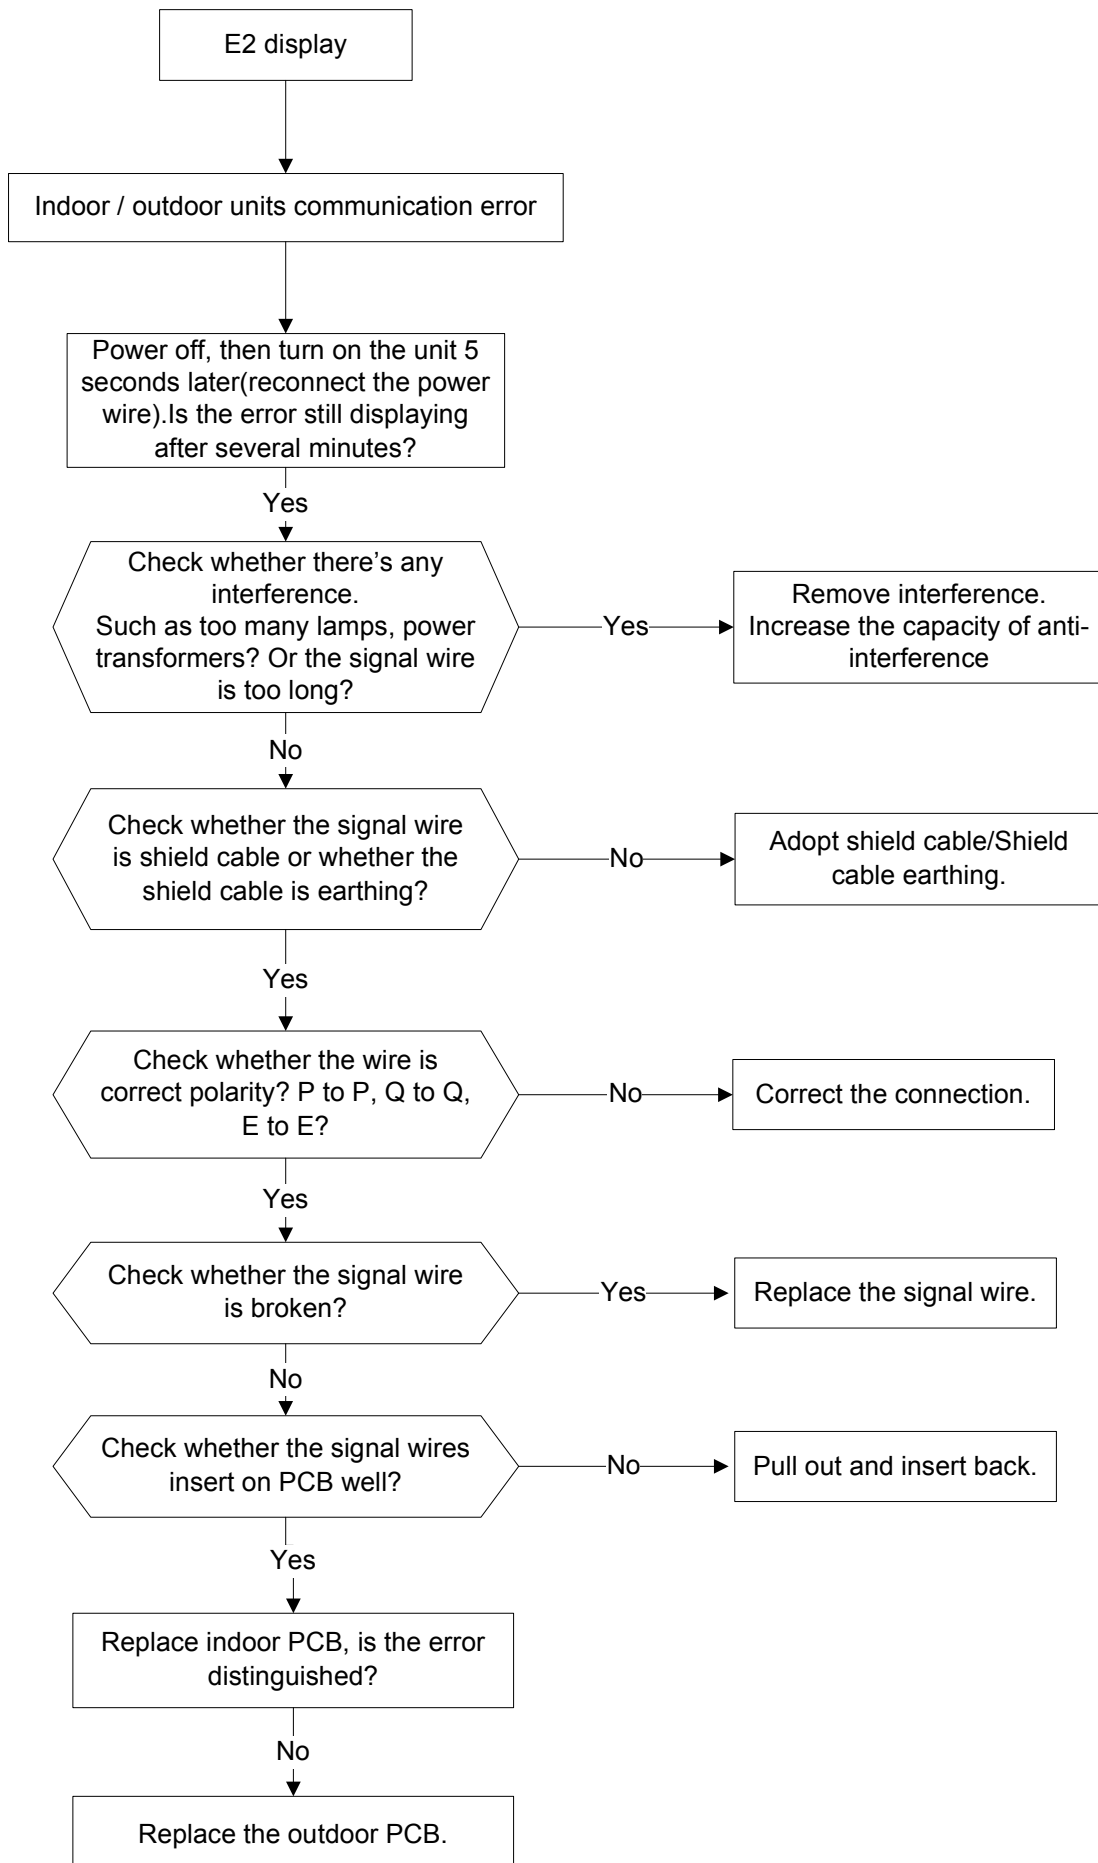 E2 display
Indoor / outdoor units communication error
Power off, then turn on the unit 5
seconds later(reconnect the power
wire).Is the error still displaying
after several minutes?
Yes
Check whether there’s any
interference.
Such as too many lamps, power
transformers? Or the signal wire
is too long?
Yes
Remove interference.
Increase the capacity of anti-
interference
No
Check whether the signal wire
is shield cable or whether the
shield cable is earthing?
No
Adopt shield cable/Shield
cable earthing.
Yes
Check whether the wire is
correct polarity? P to P, Q to Q,
E to E?
No
Correct the connection.
Yes
Check whether the signal wire
is broken?
Yes
Replace the signal wire.
No
Check whether the signal wires
insert on PCB well?
No
Pull out and insert back.
Yes
Replace indoor PCB, is the error
distinguished?
No
Replace the outdoor PCB.